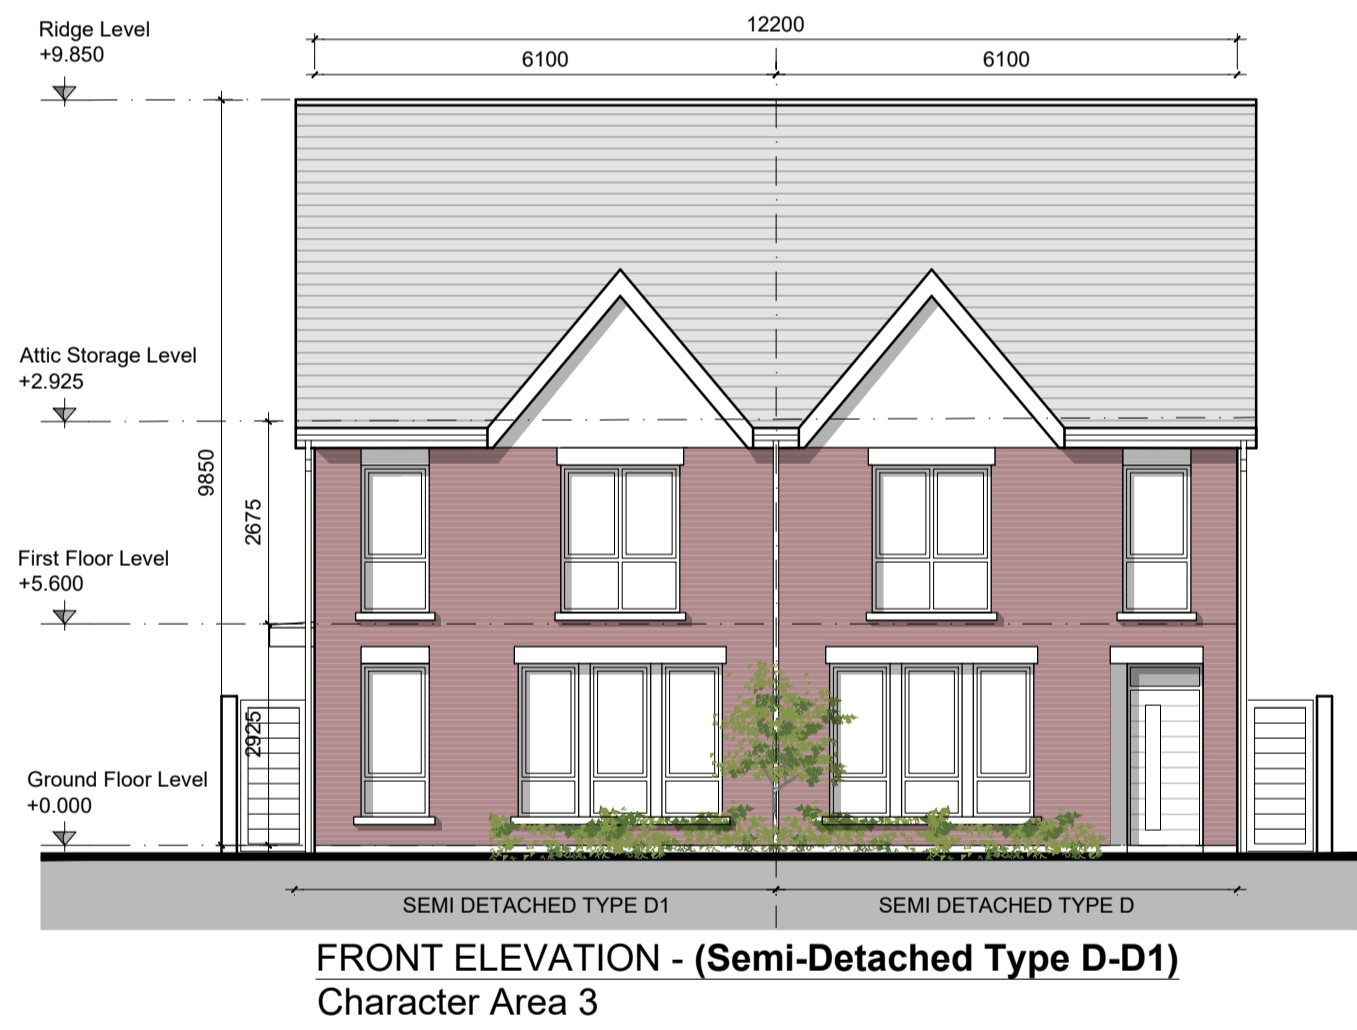 Ridge Level
+9.850
12200
6100
6100
Attic Storage Level
+2.925
9850
2675
First Floor Level
+5.600
2925
Ground Floor Level
+0.000
SEMI DETACHED TYPE D1
SEMI DETACHED TYPE D
FRONT ELEVATION - (Semi-Detached Type D-D1)
Character Area 3